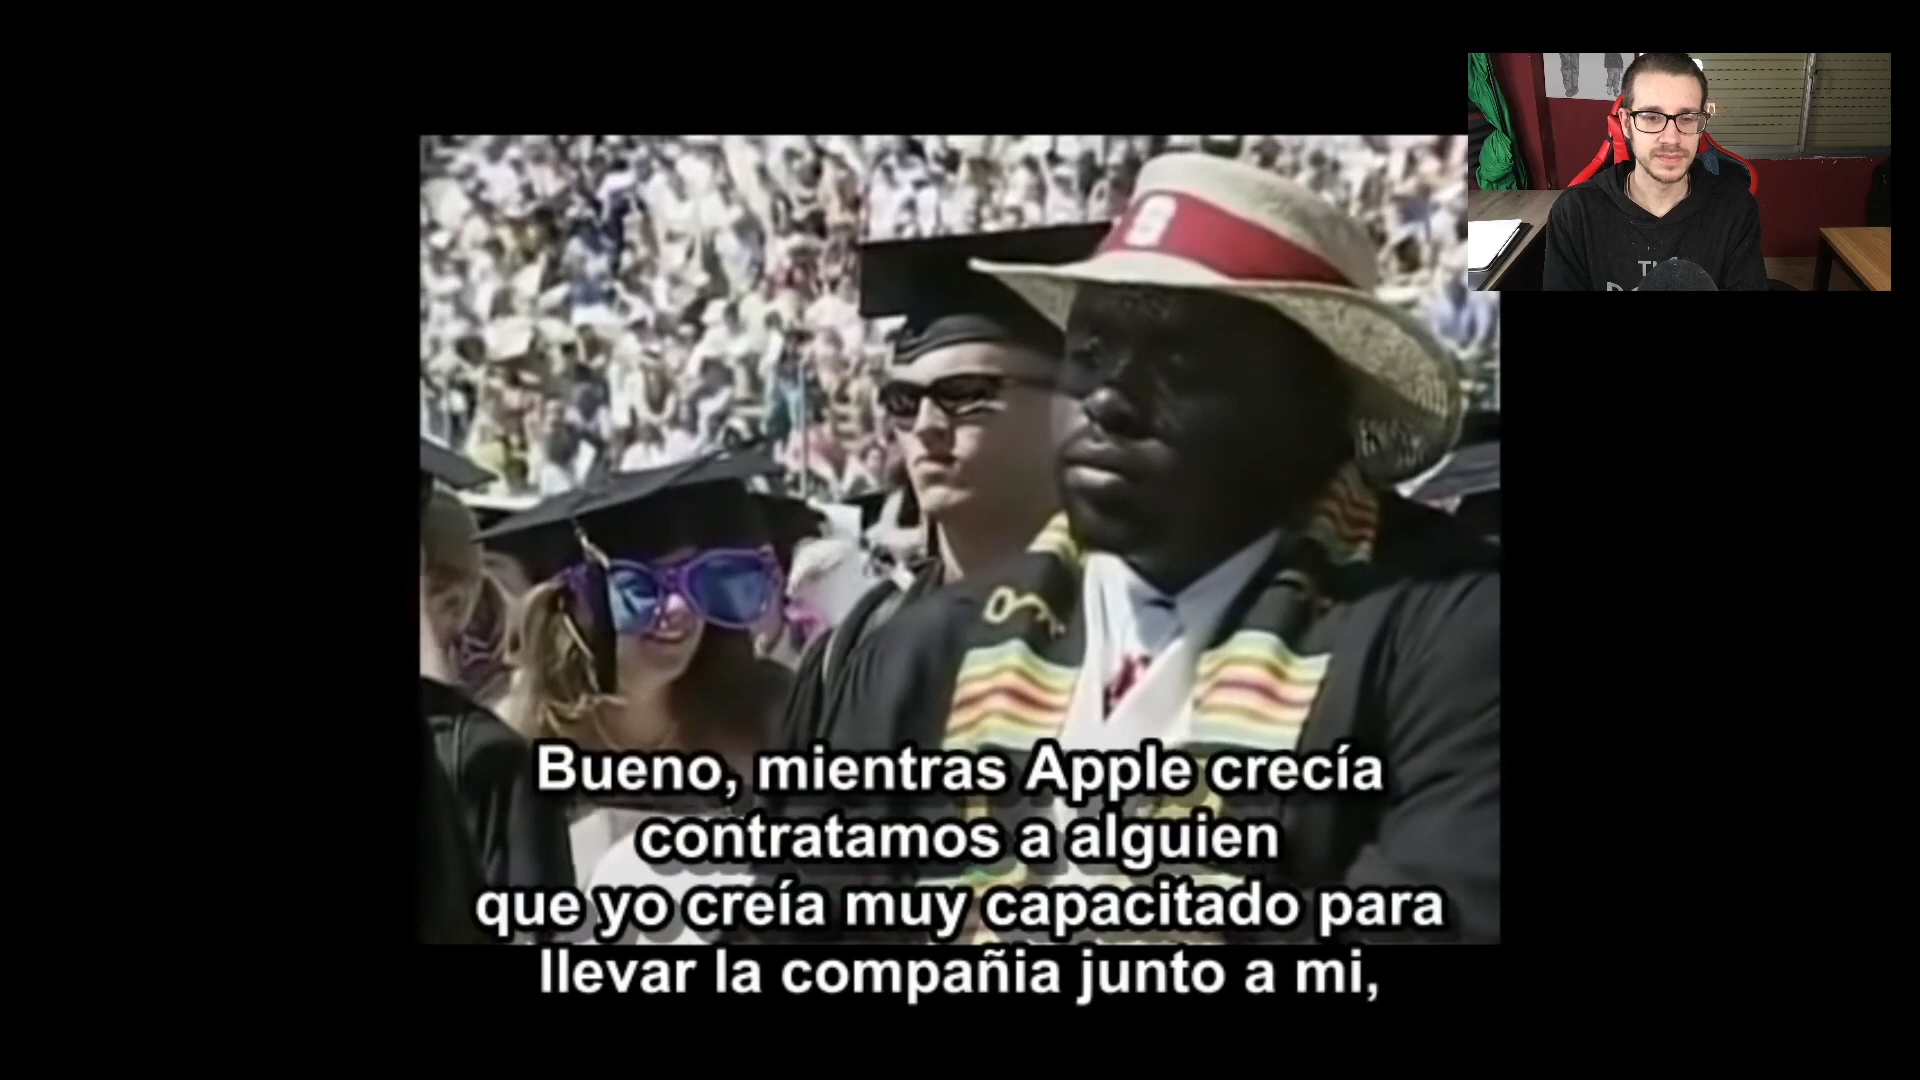 Bueno, mientras Apple crecía
contratamos a alguien
que yo creía muy capacitado para
llevar la compañia junto a mi,